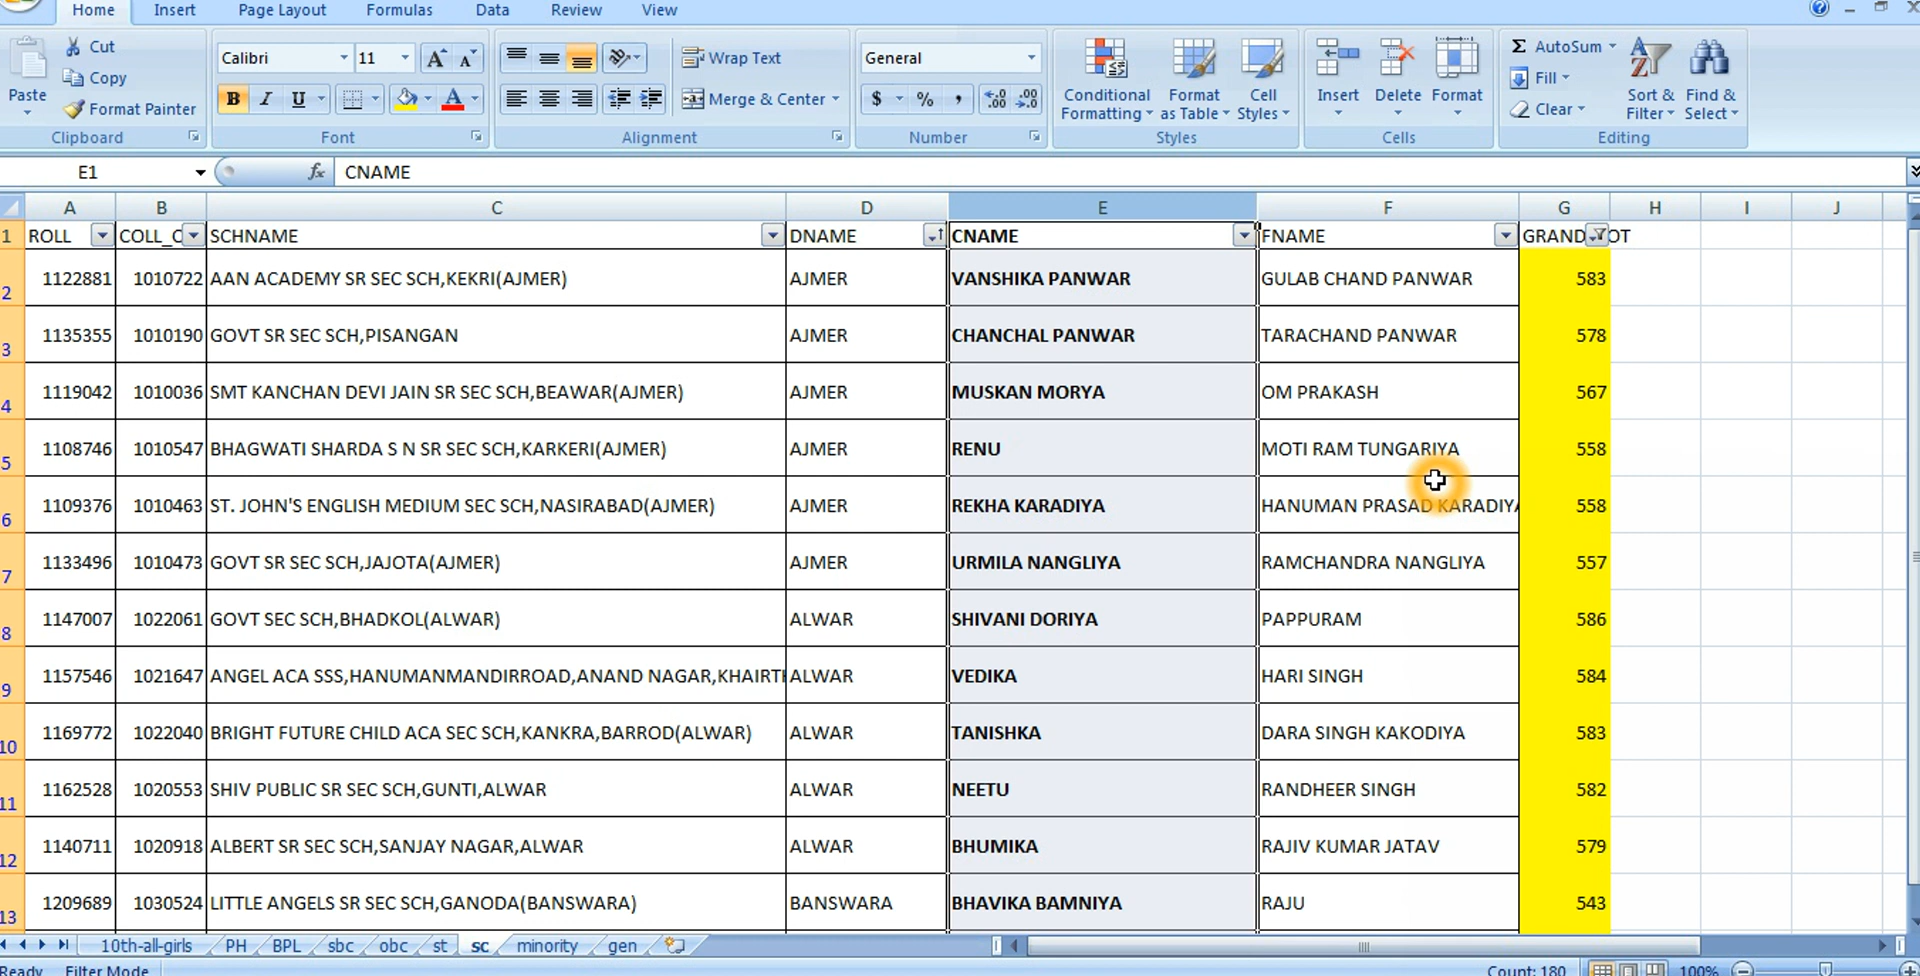 Home Insert Page Layout Formulas Data Review View
Cut
Copy
Format Painter
Paste
Clipboard
Calibri 11 A A
B I U A
Font
Wrap Text
Merge & Center
Alignment
General
$ % ,
Number
Conditional Formatting
Format as Table
Cell Styles
Styles
Insert Delete Format
Cells
Σ AutoSum
Fill
Clear
Sort & Filter
Find & Select
Editing
E1 fx CNAME
A B C D E F G H I J
1 ROLL COLL_C SCHNAME DNAME CNAME FNAME GRAND OT
2 1122881 1010722 AAN ACADEMY SR SEC SCH,KEKRI(AJMER) AJMER VANSHIKA PANWAR GULAB CHAND PANWAR 583
3 1135355 1010190 GOVT SR SEC SCH,PISANGAN AJMER CHANCHAL PANWAR TARACHAND PANWAR 578
4 1119042 1010036 SMT KANCHAN DEVI JAIN SR SEC SCH,BEAWAR(AJMER) AJMER MUSKAN MORYA OM PRAKASH 567
5 1108746 1010547 BHAGWATI SHARDA S N SR SEC SCH,KARKERI(AJMER) AJMER RENU MOTI RAM TUNGARIYA 558
6 1109376 1010463 ST. JOHN'S ENGLISH MEDIUM SEC SCH,NASIRABAD(AJMER) AJMER REKHA KARADIYA HANUMAN PRASAD KARADIYA 558
7 1133496 1010473 GOVT SR SEC SCH,JAJOTA(AJMER) AJMER URMILA NANGLIYA RAMCHANDRA NANGLIYA 557
8 1147007 1022061 GOVT SEC SCH,BHADKOL(ALWAR) ALWAR SHIVANI DORIYA PAPPURAM 586
9 1157546 1021647 ANGEL ACA SSS,HANUMANMANDIRROAD,ANAND NAGAR,KHAIRTH ALWAR VEDIKA HARI SINGH 584
10 1169772 1022040 BRIGHT FUTURE CHILD ACA SEC SCH,KANKRA,BARROD(ALWAR) ALWAR TANISHKA DARA SINGH KAKODIYA 583
11 1162528 1020553 SHIV PUBLIC SR SEC SCH,GUNTI,ALWAR ALWAR NEETU RANDHEER SINGH 582
12 1140711 1020918 ALBERT SR SEC SCH,SANJAY NAGAR,ALWAR ALWAR BHUMIKA RAJIV KUMAR JATAV 579
13 1209689 1030524 LITTLE ANGELS SR SEC SCH,GANODA(BANSWARA) BANSWARA BHAVIKA BAMNIYA RAJU 543
10th-all-girls PH BPL sbc obc st sc minority gen
Ready Filter Mode Count: 180 100%